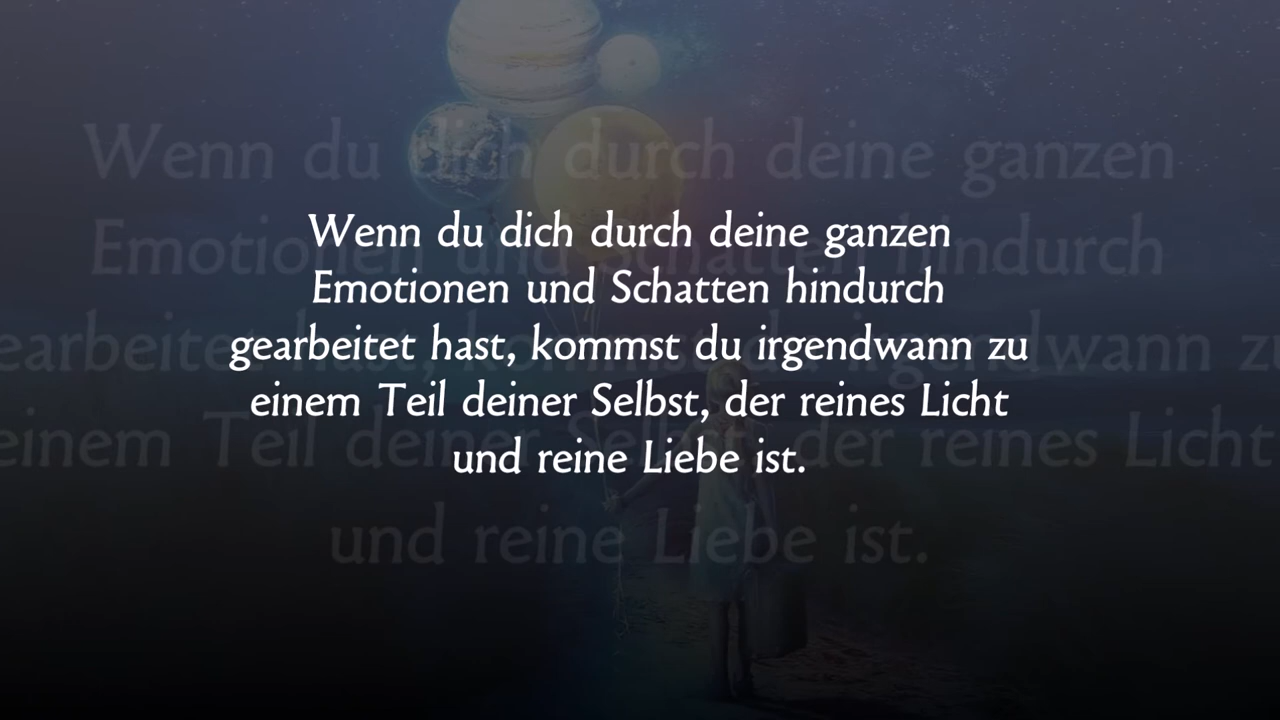 Wenn du dich durch deine ganzen
Emotionen und Schatten hindurch
gearbeitet hast, kommst du irgendwann zu
einem Teil deiner Selbst, der reines Licht
und reine Liebe ist.